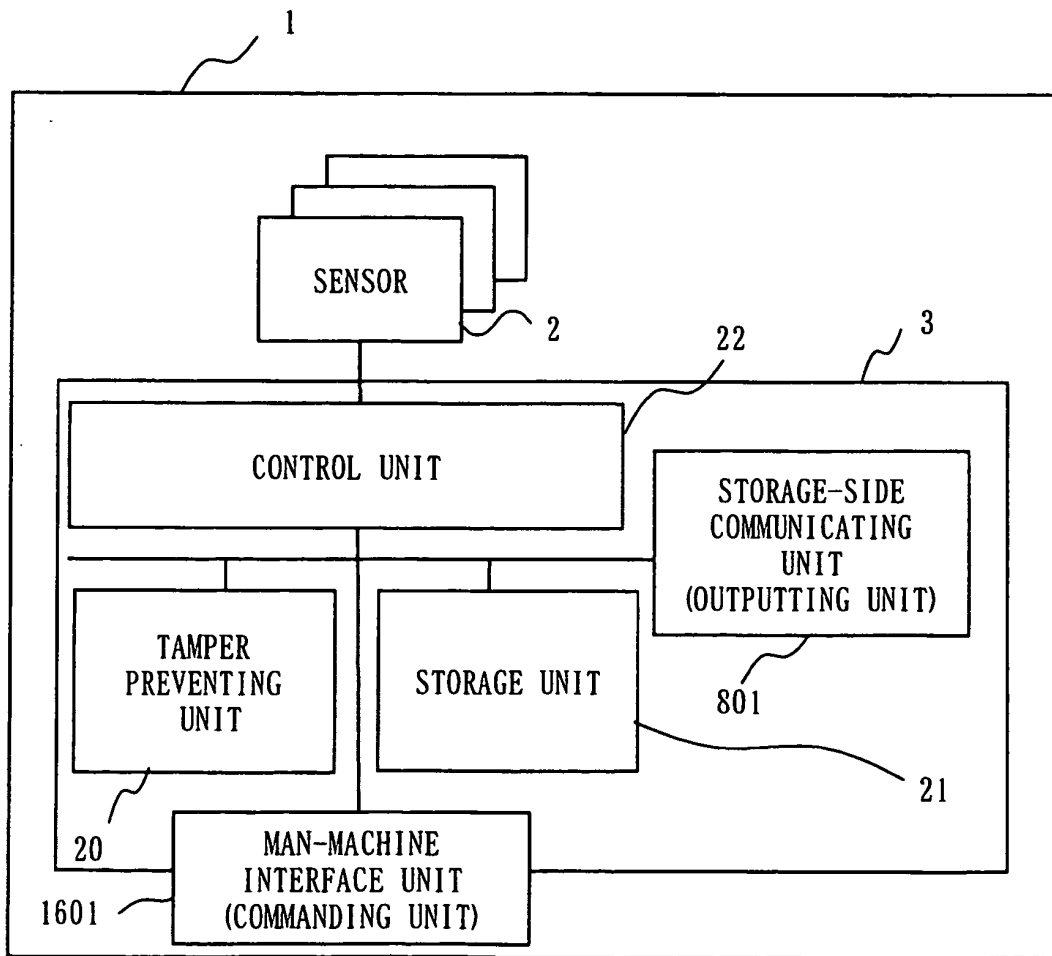 1
SENSOR
2
3
22
CONTROL UNIT
STORAGE-SIDE
COMMUNICATING
UNIT
(OUTPUTTING UNIT)
TAMPER
PREVENTING
UNIT
STORAGE UNIT
801
21
20
MAN-MACHINE
INTERFACE UNIT
(COMMANDING UNIT)
1601